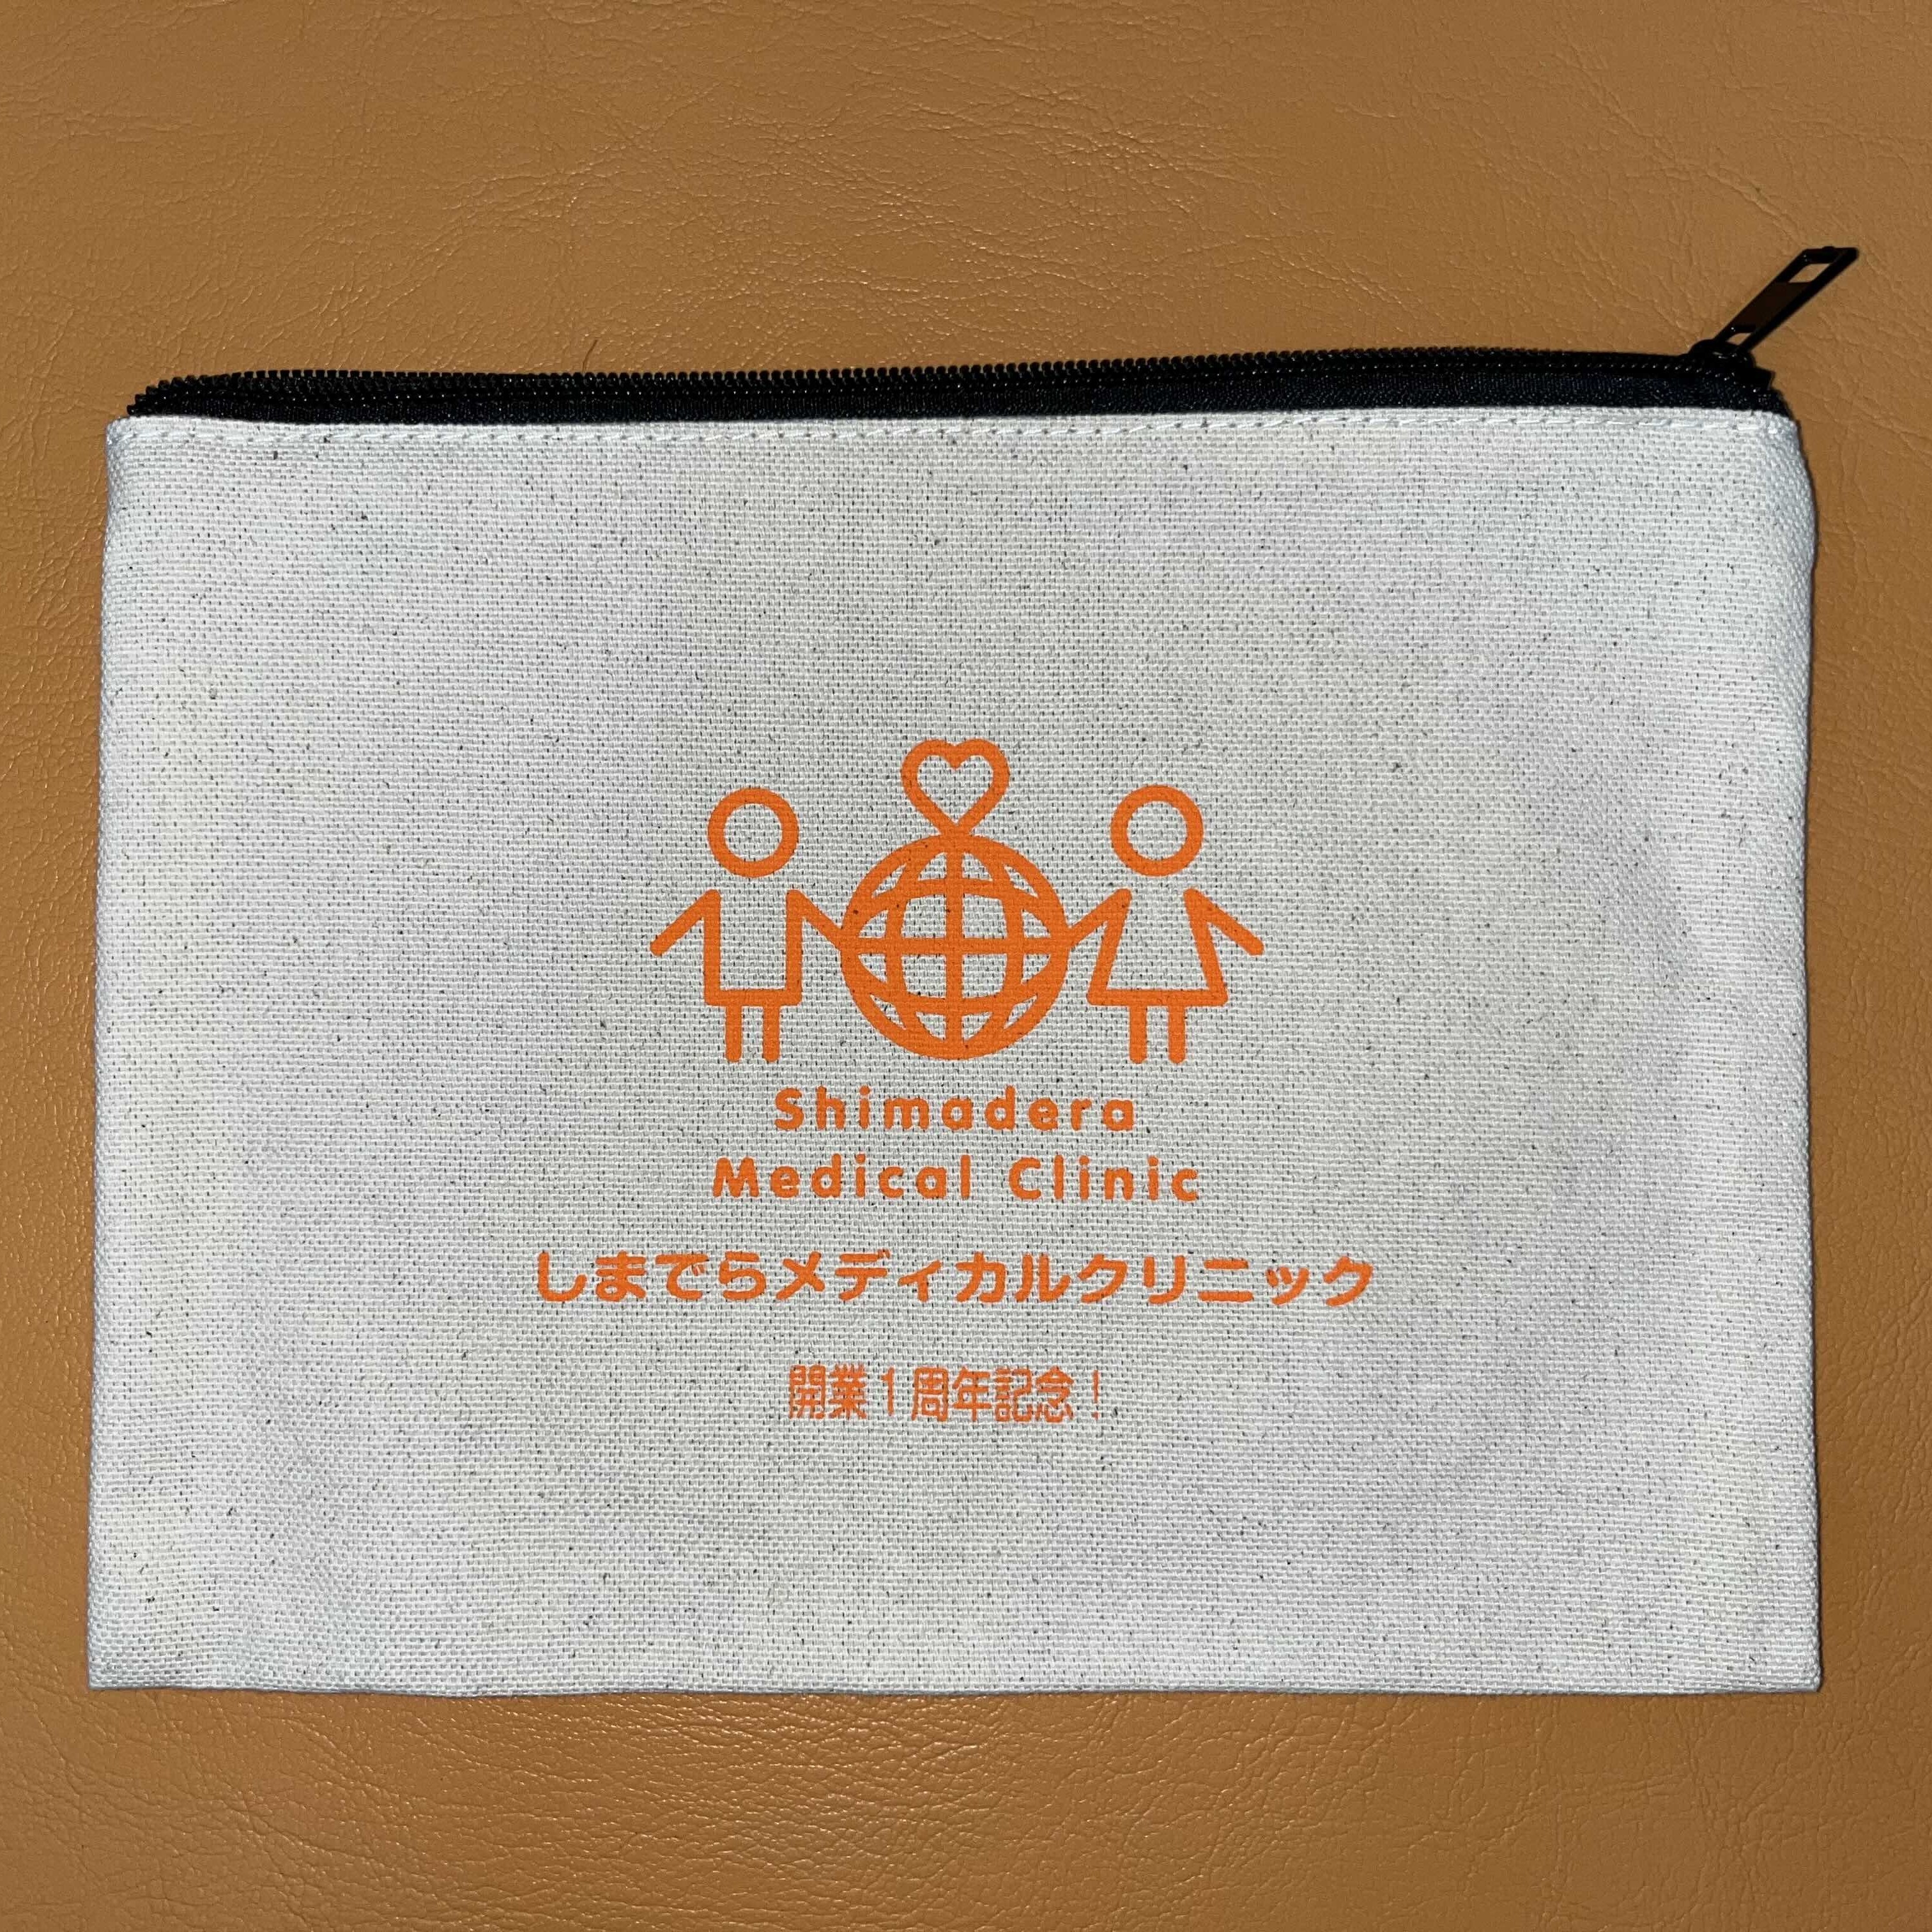 Shimadera
Medical Clinic
しまでらメディカルクリニック
開業1周年記念!